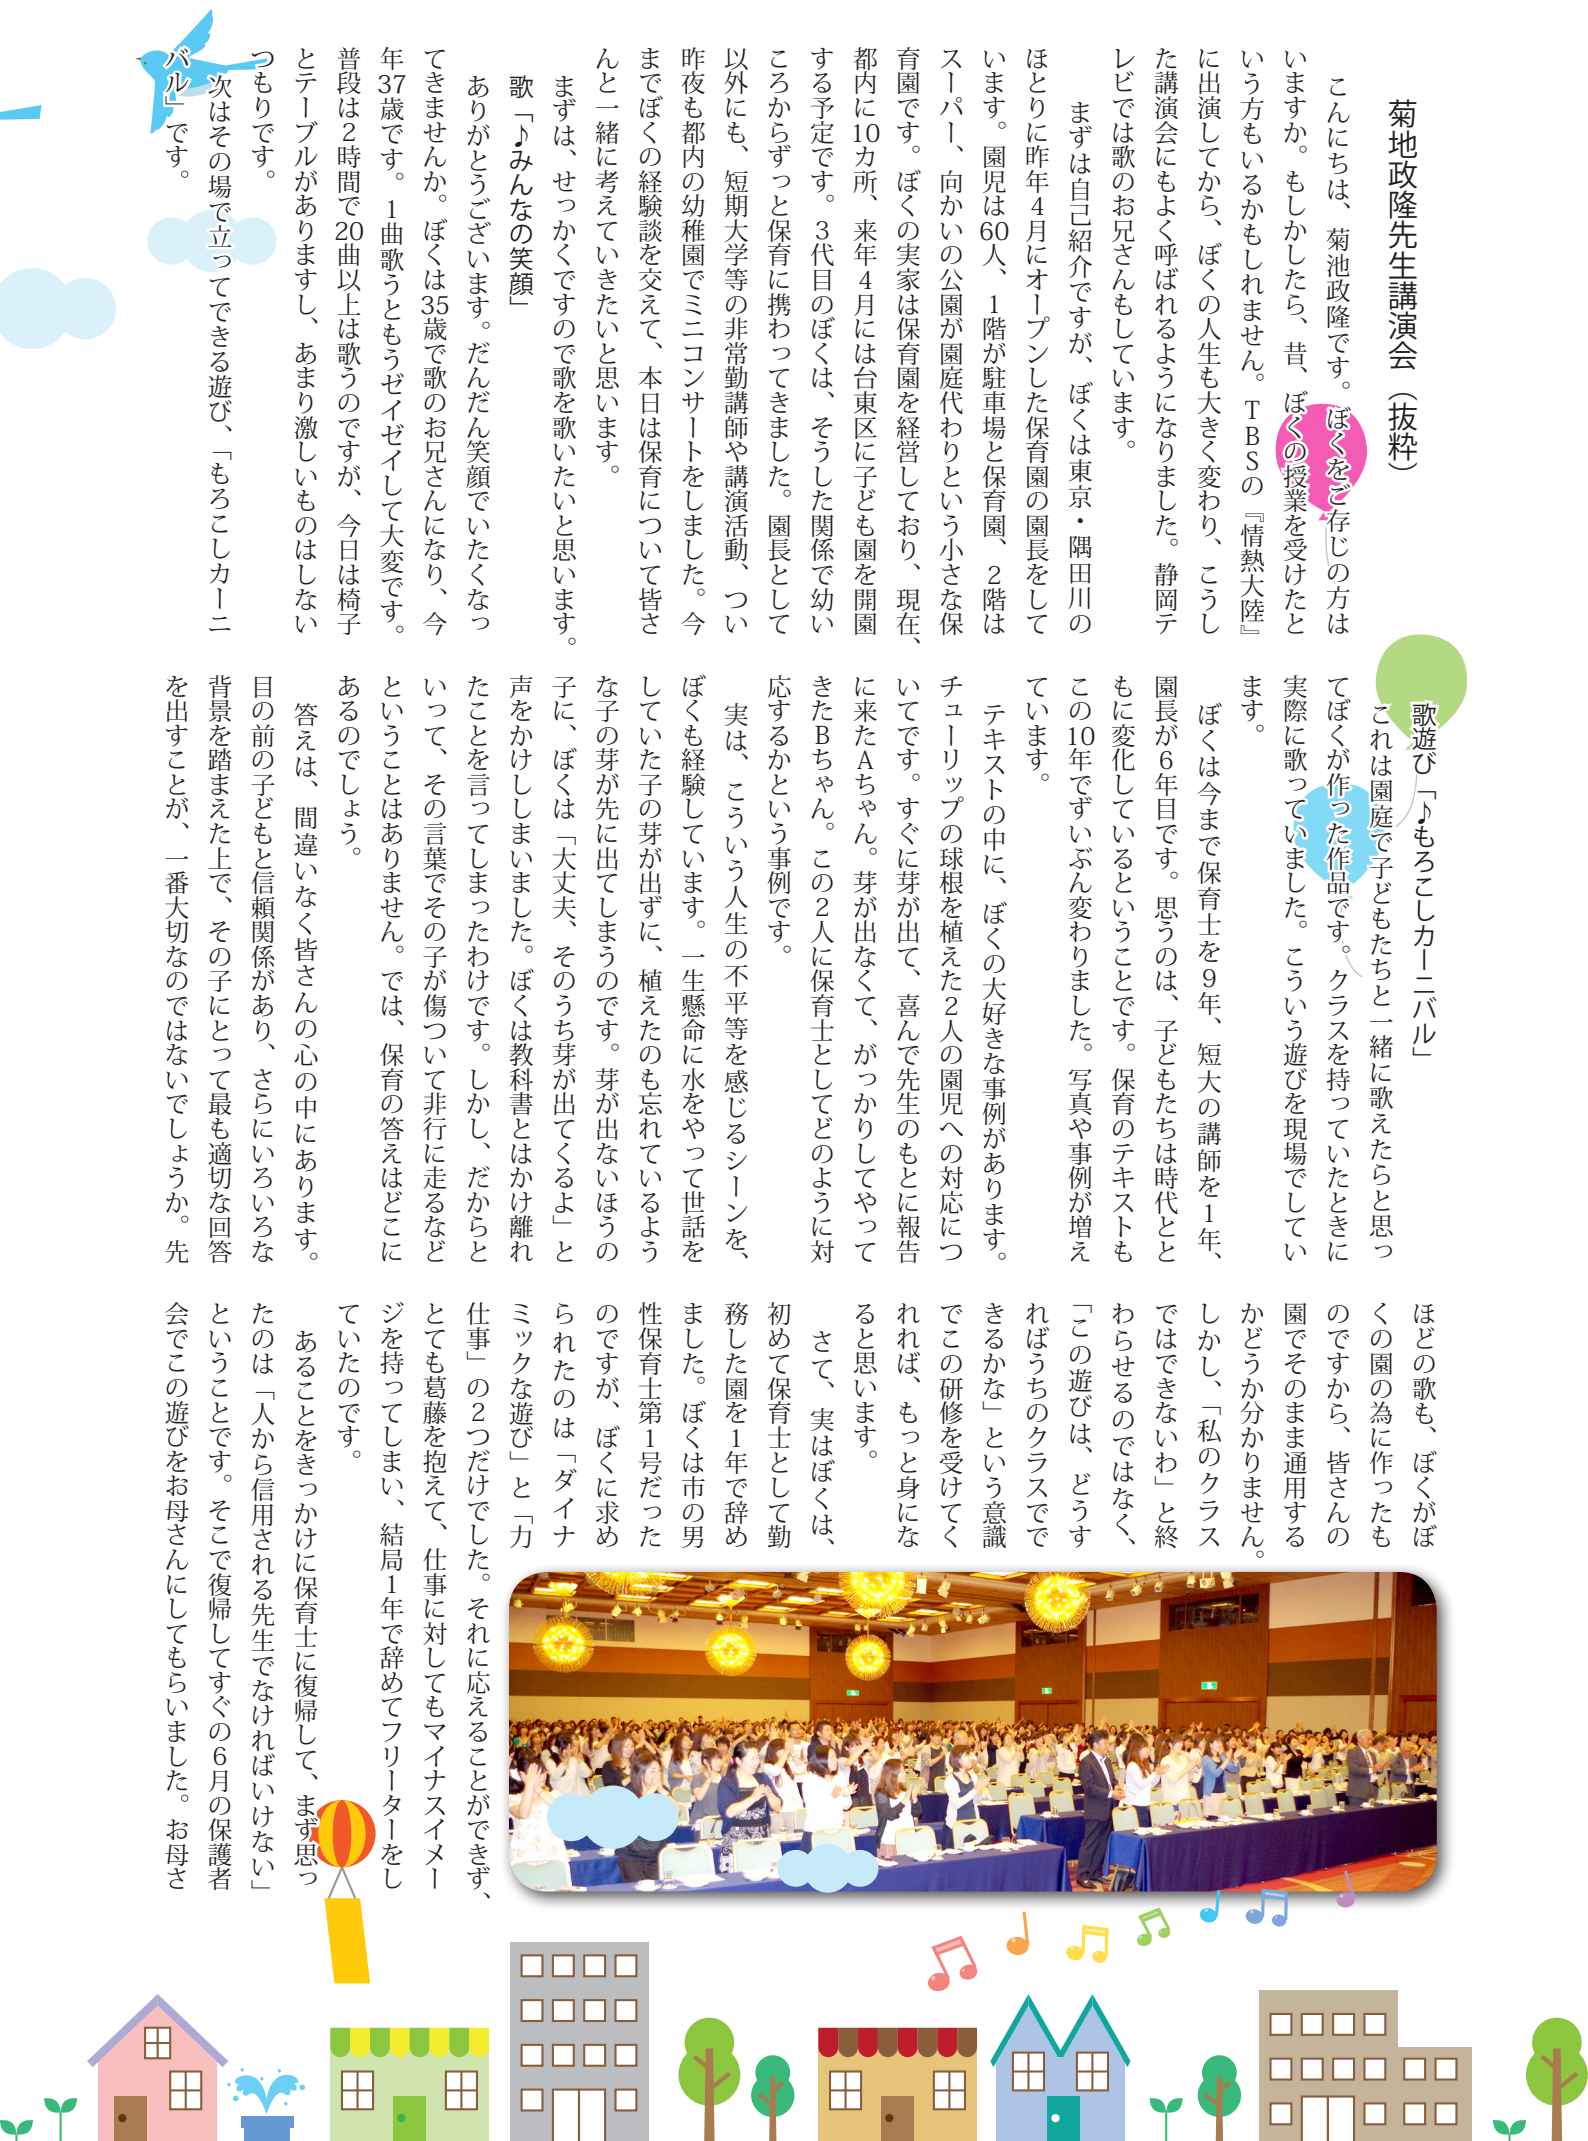 菊地政隆先生講演会（抜粋）
こんにちは、菊池政隆です。ぼくをご存じの方は
いますか。もしかしたら、昔、ぼくの授業を受けたと
いう方もいるかもしれません。ＴＢＳの『情熱大陸』
に出演してから、ぼくの人生も大きく変わり、こうし
た講演会にもよく呼ばれるようになりました。静岡テ
レビでは歌のお兄さんもしています。
まずは自己紹介ですが、ぼくは東京・隅田川の
ほとりに昨年４月にオープンした保育園の園長をして
います。園児は60人、１階が駐車場と保育園、２階は
スーパー、向かいの公園が園庭代わりという小さな保
育園です。ぼくの実家は保育園を経営しており、現在、
都内に10カ所、来年４月には台東区に子ども園を開園
する予定です。３代目のぼくは、そうした関係で幼い
ころからずっと保育に携わってきました。園長として
以外にも、短期大学等の非常勤講師や講演活動、つい
昨夜も都内の幼稚園でミニコンサートをしました。今
までぼくの経験談を交えて、本日は保育について皆さ
んと一緒に考えていきたいと思います。
まずは、せっかくですので歌を歌いたいと思います。
歌「♪みんなの笑顔」
ありがとうございます。だんだん笑顔でいたくなっ
てきませんか。ぼくは35歳で歌のお兄さんになり、今
年37歳です。１曲歌うともうゼイゼイして大変です。
普段は２時間で20曲以上は歌うのですが、今日は椅子
とテーブルがありますし、あまり激しいものはしない
つもりです。
次はその場で立ってできる遊び、「もろこしカーニ
バル」です。
歌遊び「♪もろこしカーニバル」
これは園庭で子どもたちと一緒に歌えたらと思っ
てぼくが作った作品です。クラスを持っていたときに
実際に歌っていました。こういう遊びを現場でしてい
ます。
ぼくは今まで保育士を９年、短大の講師を１年、
園長が６年目です。思うのは、子どもたちは時代とと
もに変化しているということです。保育のテキストも
この10年でずいぶん変わりました。写真や事例が増え
ています。
テキストの中に、ぼくの大好きな事例があります。
チューリップの球根を植えた２人の園児への対応につ
いてです。すぐに芽が出て、喜んで先生のもとに報告
に来たＡちゃん。芽が出なくて、がっかりしてやって
きたＢちゃん。この２人に保育士としてどのように対
応するかという事例です。
実は、こういう人生の不平等を感じるシーンを、
ぼくも経験しています。一生懸命に水をやって世話を
していた子の芽が出ずに、植えたのも忘れているよう
な子の芽が先に出てしまうのです。芽が出ないほうの
子に、ぼくは「大丈夫、そのうち芽が出てくるよ」と
声をかけししまいました。ぼくは教科書とはかけ離れ
たことを言ってしまったわけです。しかし、だからと
いって、その言葉でその子が傷ついて非行に走るなど
ということはありません。では、保育の答えはどこに
あるのでしょう。
答えは、間違いなく皆さんの心の中にあります。
目の前の子どもと信頼関係があり、さらにいろいろな
背景を踏まえた上で、その子にとって最も適切な回答
を出すことが、一番大切なのではないでしょうか。先
ほどの歌も、ぼくがぼ
くの園の為に作ったも
のですから、皆さんの
園でそのまま通用する
かどうか分かりません。
しかし、「私のクラス
ではできないわ」と終
わらせるのではなく、
「この遊びは、どうす
ればうちのクラスでで
きるかな」という意識
でこの研修を受けてく
れれば、もっと身にな
ると思います。
さて、実はぼくは、
初めて保育士として勤
務した園を１年で辞め
ました。ぼくは市の男
性保育士第１号だった
のですが、ぼくに求め
られたのは「ダイナ
ミックな遊び」と「力
仕事」の２つだけでした。それに応えることができず、
とても葛藤を抱えて、仕事に対してもマイナスイメー
ジを持ってしまい、結局１年で辞めてフリーターをし
ていたのです。
あることをきっかけに保育士に復帰して、まず思っ
たのは「人から信用される先生でなければいけない」
ということです。そこで復帰してすぐの６月の保護者
会でこの遊びをお母さんにしてもらいました。お母さ